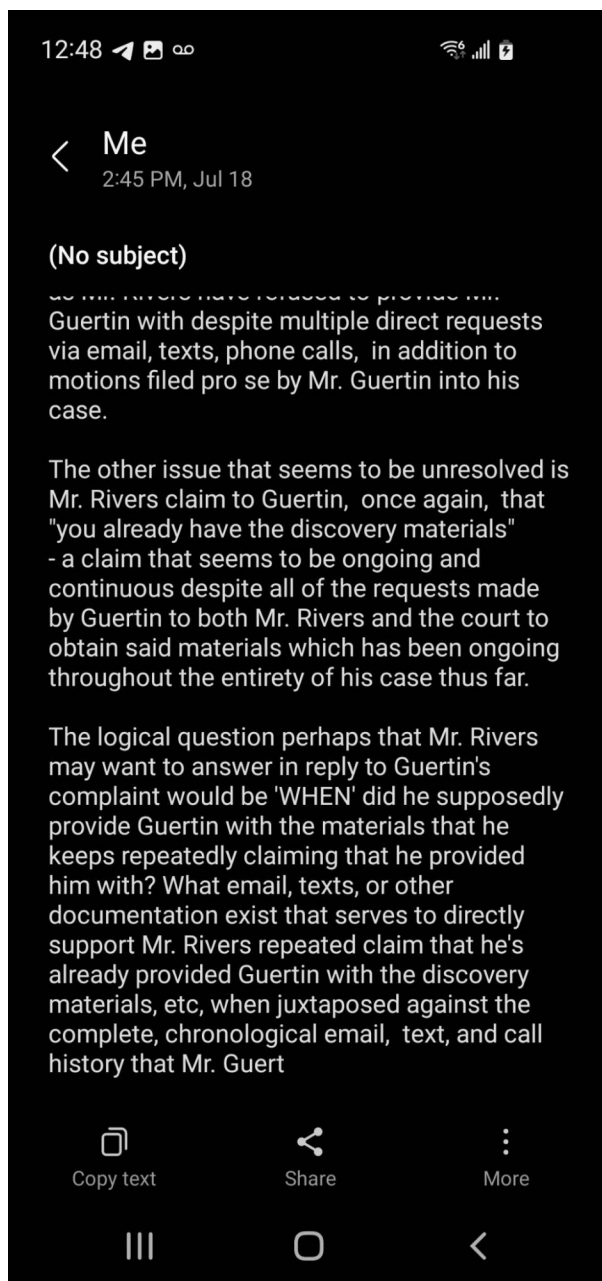 12:48
Me
2:45 PM, Jul 18
(No subject)
as Mr. Rivers have refused to provide Mr.
Guertin with despite multiple direct requests
via email, texts, phone calls,  in addition to
motions filed pro se by Mr. Guertin into his
case.
The other issue that seems to be unresolved is
Mr. Rivers claim to Guertin,  once again,  that
"you already have the discovery materials"
- a claim that seems to be ongoing and
continuous despite all of the requests made
by Guertin to both Mr. Rivers and the court to
obtain said materials which has been ongoing
throughout the entirety of his case thus far.
The logical question perhaps that Mr. Rivers
may want to answer in reply to Guertin's
complaint would be 'WHEN' did he supposedly
provide Guertin with the materials that he
keeps repeatedly claiming that he provided
him with? What email, texts, or other
documentation exist that serves to directly
support Mr. Rivers repeated claim that he's
already provided Guertin with the discovery
materials, etc, when juxtaposed against the
complete, chronological email,  text, and call
history that Mr. Guert
Copy text
Share
More